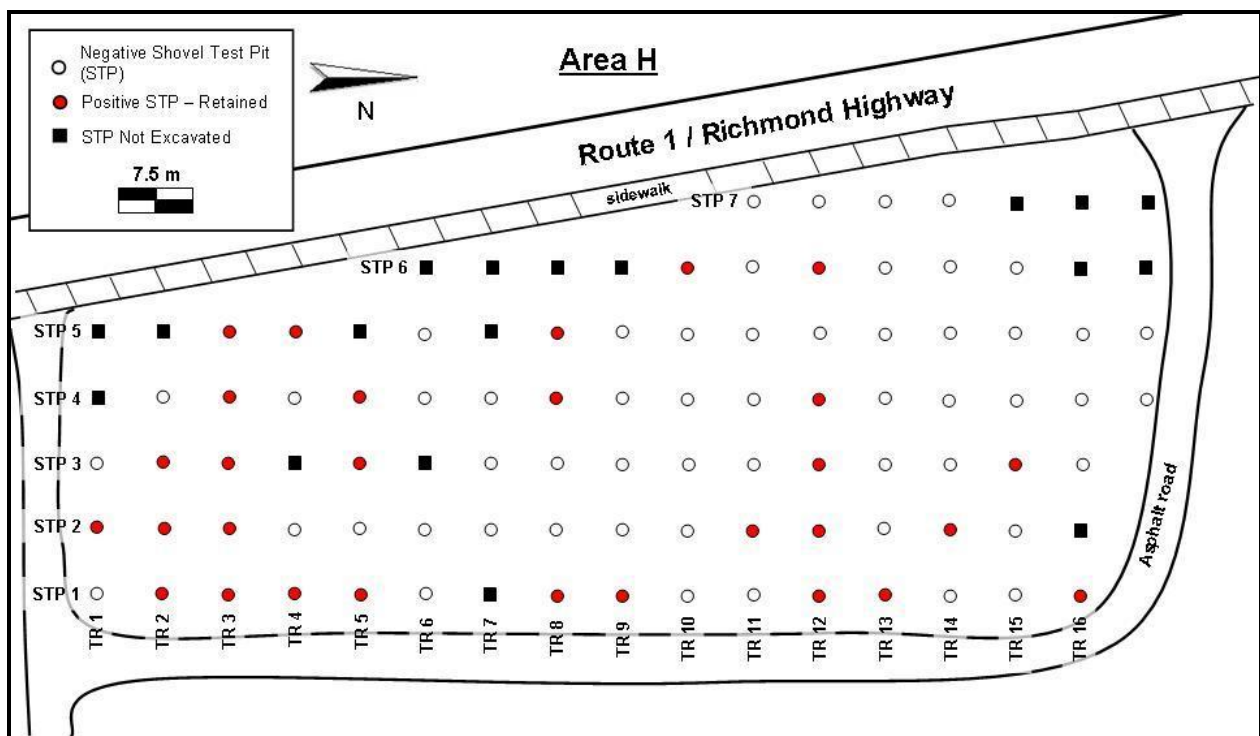 Area H
Negative Shovel Test Pit
(STP)
Positive STP – Retained
STP Not Excavated
7.5 m
N
Route 1 / Richmond Highway
sidewalk
STP 7
STP 6
STP 5
STP 4
STP 3
STP 2
STP 1
Asphalt road
TR 1
TR 2
TR 3
TR 4
TR 5
TR 6
TR 7
TR 8
TR 9
TR 10
TR 11
TR 12
TR 13
TR 14
TR 15
TR 16